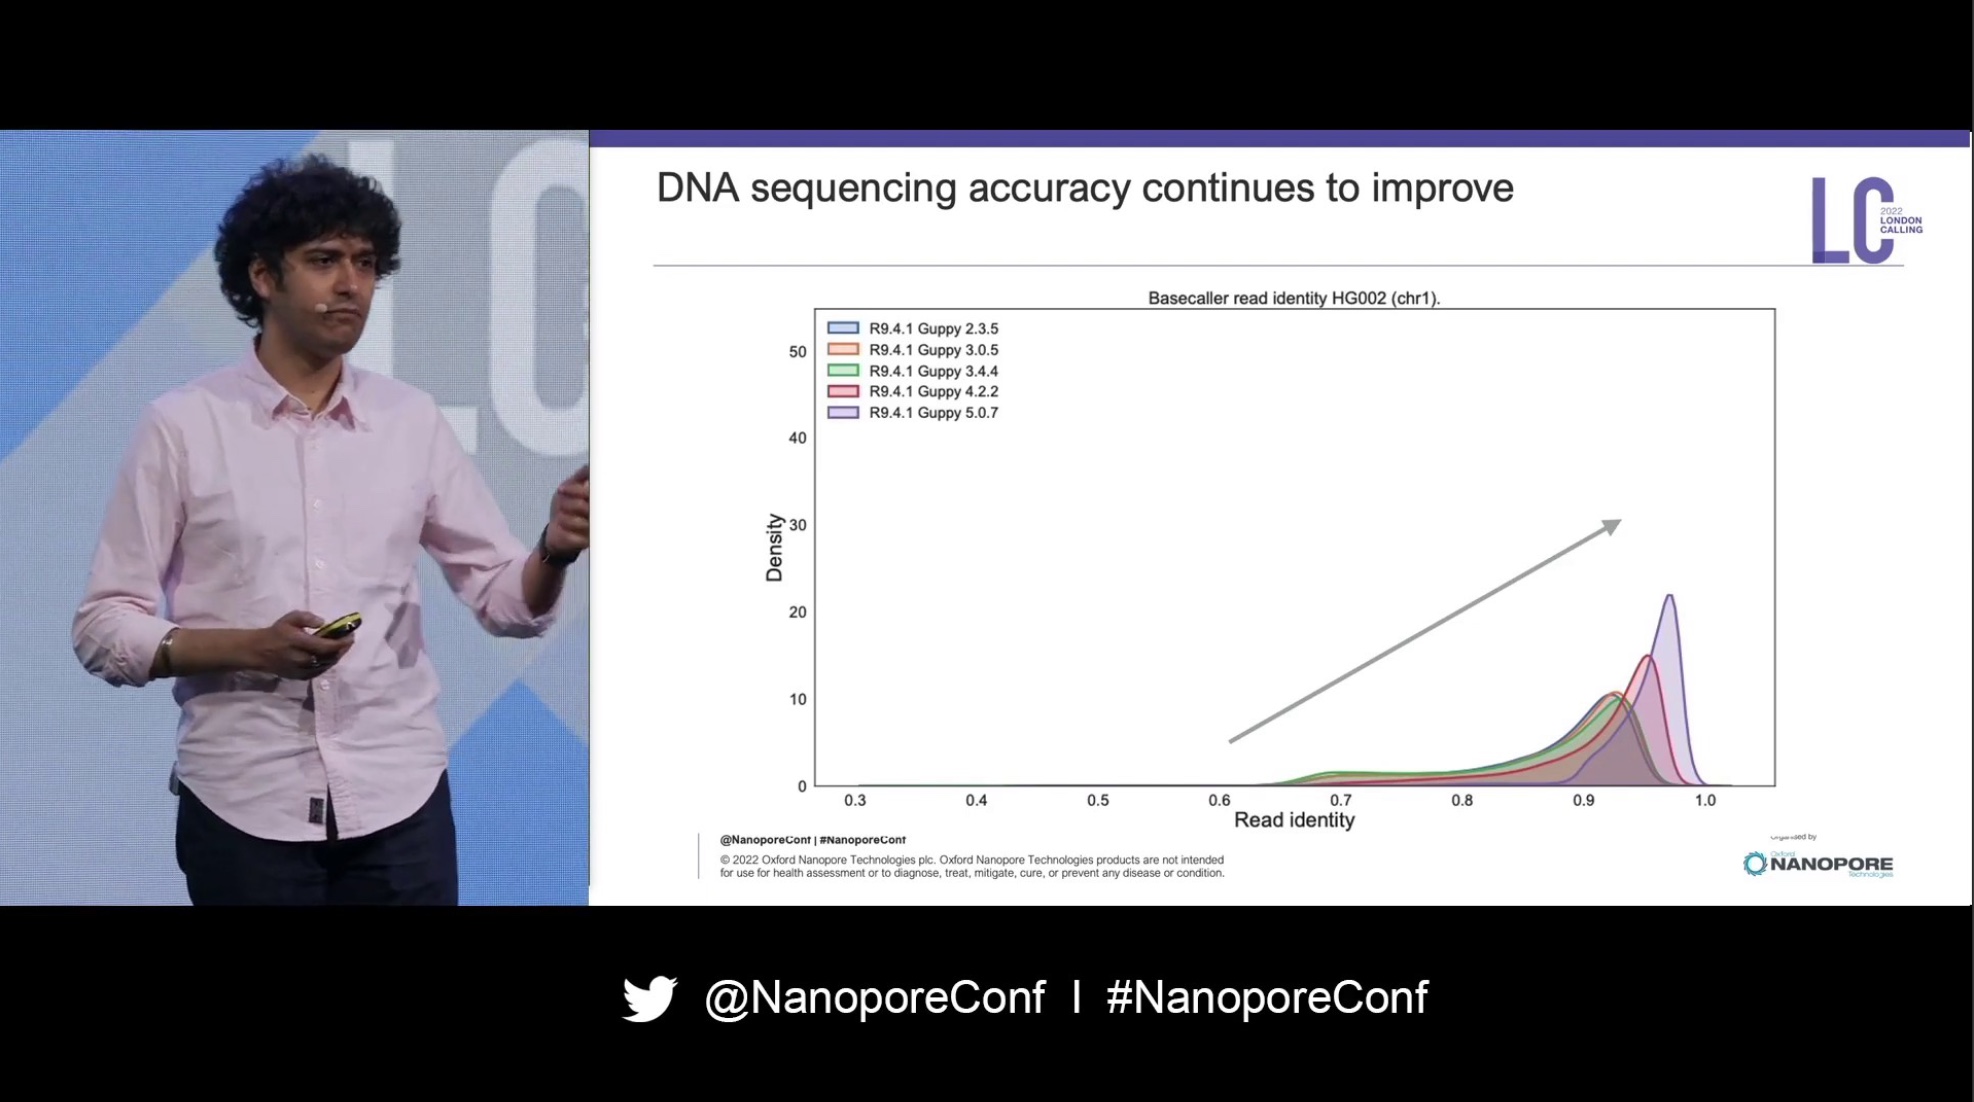 LC
DNA sequencing accuracy continues to improve
LC
2022
LONDON
CALLING
Basecaller read identity HG002 (chr1).
R9.4.1 Guppy 2.3.5
R9.4.1 Guppy 3.0.5
R9.4.1 Guppy 3.4.4
R9.4.1 Guppy 4.2.2
R9.4.1 Guppy 5.0.7
50
40
30
20
10
0
Density
0.3 0.4 0.5 0.6 0.7 0.8 0.9 1.0
Read identity
@NanoporeConf | #NanoporeConf
© 2022 Oxford Nanopore Technologies plc. Oxford Nanopore Technologies products are not intended
for use for health assessment or to diagnose, treat, mitigate, cure, or prevent any disease or condition.
Organised by
Oxford
NANOPORE
Technologies
@NanoporeConf | #NanoporeConf